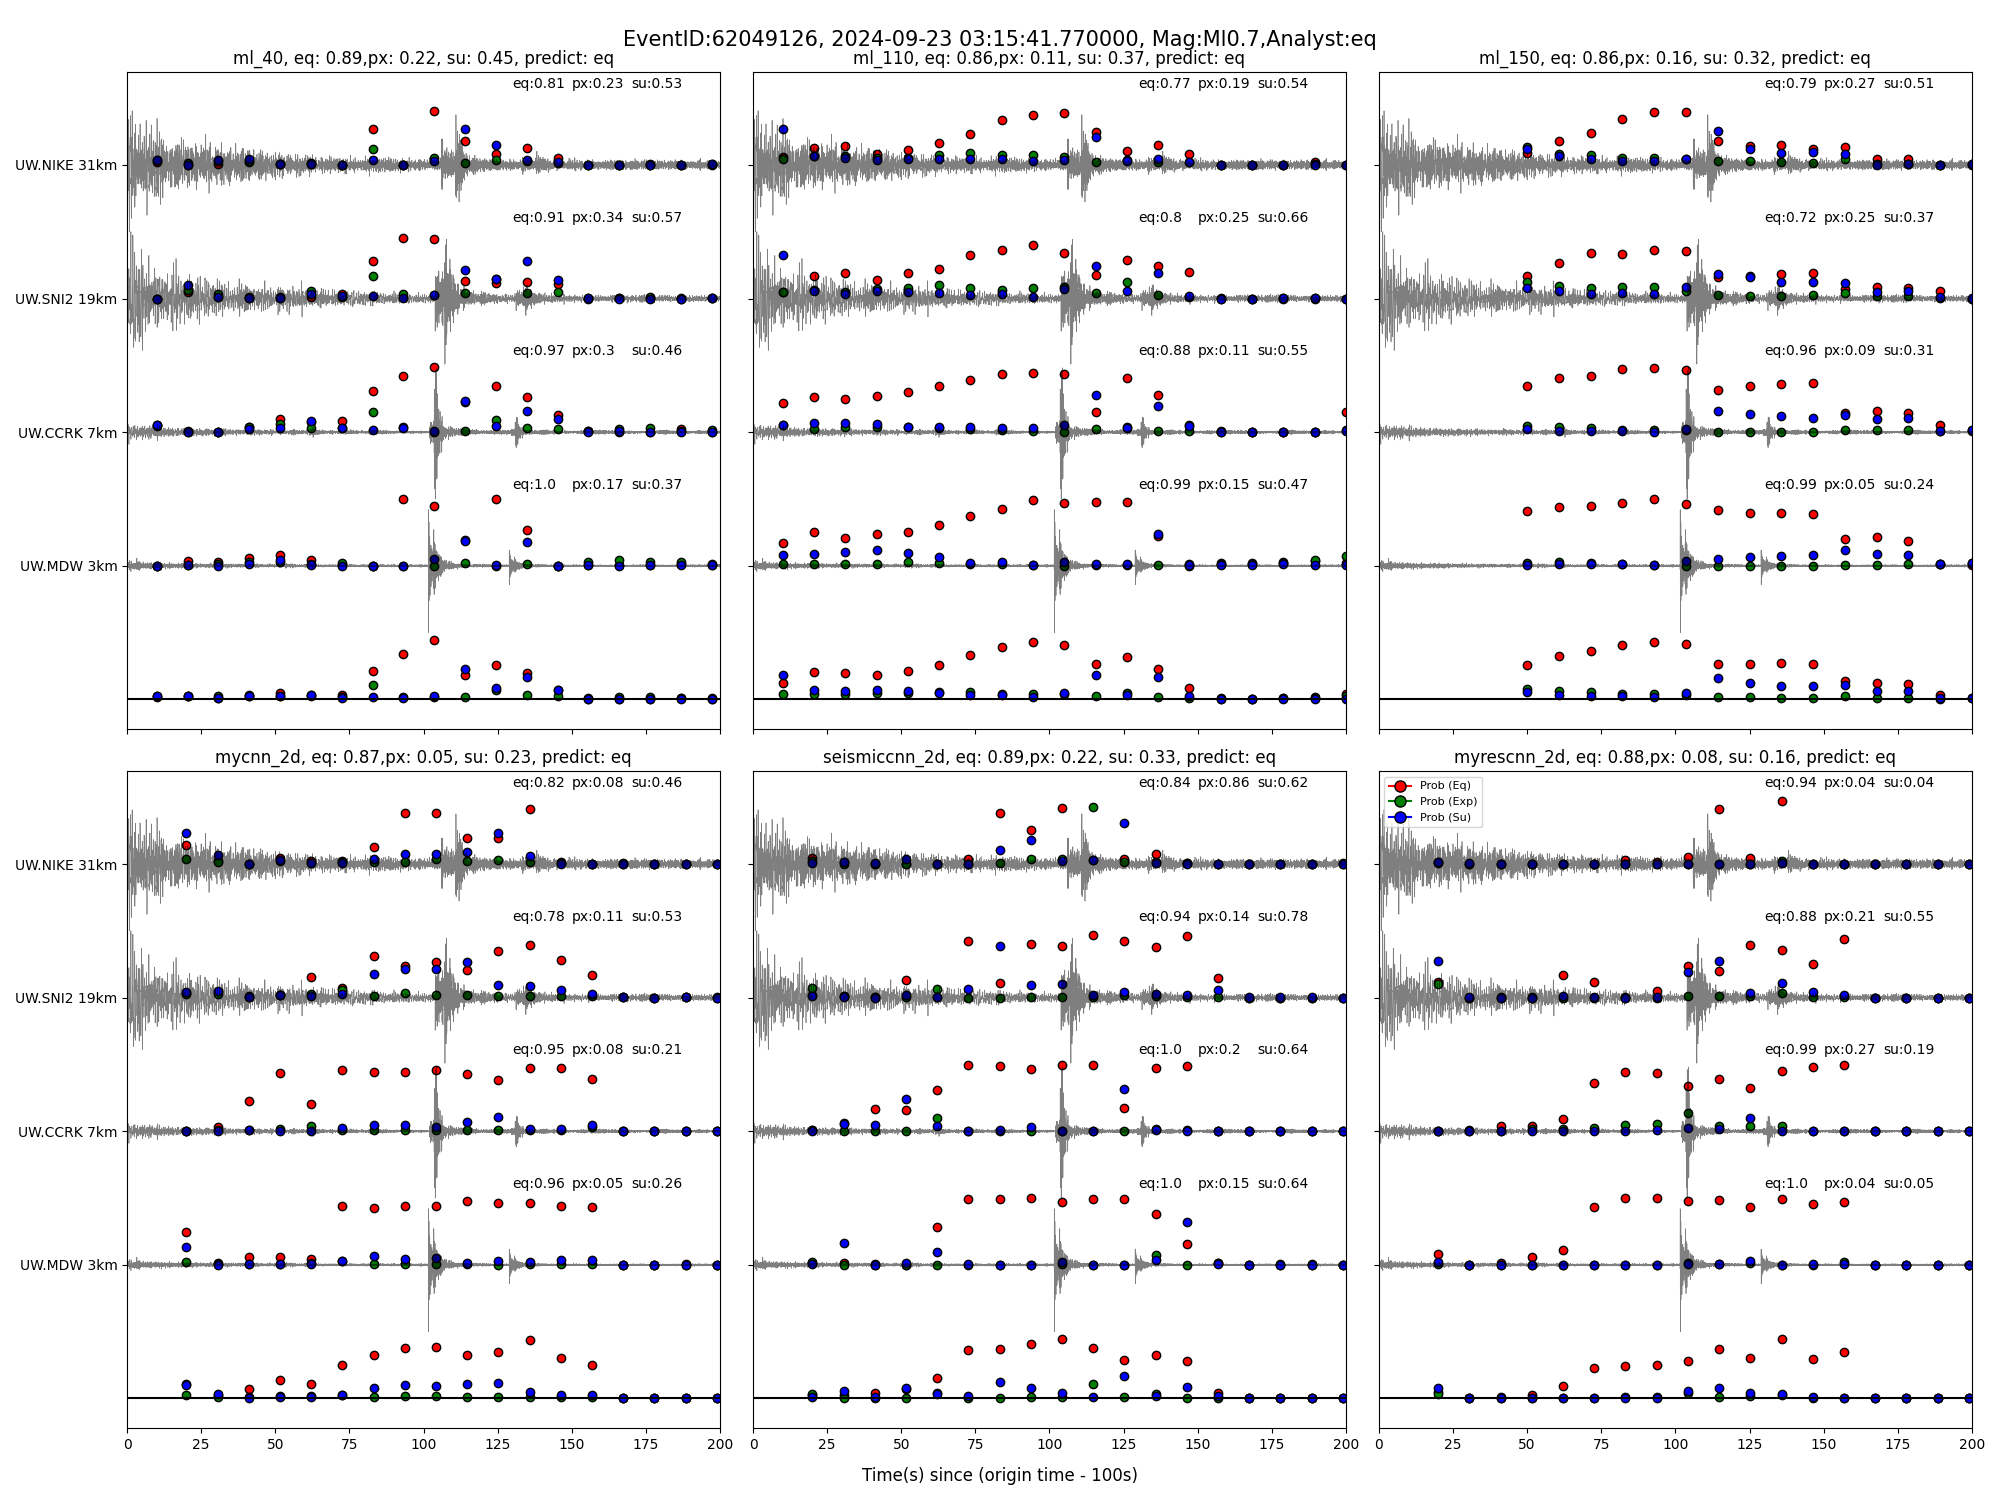 EventID:62049126, 2024-09-23 03:15:41.770000, Mag:Ml0.7,Analyst:eq
ml_40, eq: 0.89,px: 0.22, su: 0.45, predict: eq
eq:0.81 px:0.23 su:0.53
UW.NIKE 31km
eq:0.91 px:0.34 su:0.57
UW.SNI2 19km
eq:0.97 px:0.3 su:0.46
UW.CCRK 7km
eq:1.0 px:0.17 su:0.37
UW.MDW 3km
ml_110, eq: 0.86,px: 0.11, su: 0.37, predict: eq
eq:0.77 px:0.19 su:0.54
eq:0.8 px:0.25 su:0.66
eq:0.88 px:0.11 su:0.55
eq:0.99 px:0.15 su:0.47
ml_150, eq: 0.86,px: 0.16, su: 0.32, predict: eq
eq:0.79 px:0.27 su:0.51
eq:0.72 px:0.25 su:0.37
eq:0.96 px:0.09 su:0.31
eq:0.99 px:0.05 su:0.24
mycnn_2d, eq: 0.87,px: 0.05, su: 0.23, predict: eq
eq:0.82 px:0.08 su:0.46
UW.NIKE 31km
eq:0.78 px:0.11 su:0.53
UW.SNI2 19km
eq:0.95 px:0.08 su:0.21
UW.CCRK 7km
eq:0.96 px:0.05 su:0.26
UW.MDW 3km
0 25 50 75 100 125 150 175 200
seismiccnn_2d, eq: 0.89,px: 0.22, su: 0.33, predict: eq
eq:0.84 px:0.86 su:0.62
eq:0.94 px:0.14 su:0.78
eq:1.0 px:0.2 su:0.64
eq:1.0 px:0.15 su:0.64
0 25 50 75 100 125 150 175 200
myrescnn_2d, eq: 0.88,px: 0.08, su: 0.16, predict: eq
Prob (Eq)
Prob (Exp)
Prob (Su)
eq:0.94 px:0.04 su:0.04
eq:0.88 px:0.21 su:0.55
eq:0.99 px:0.27 su:0.19
eq:1.0 px:0.04 su:0.05
0 25 50 75 100 125 150 175 200
Time(s) since (origin time - 100s)